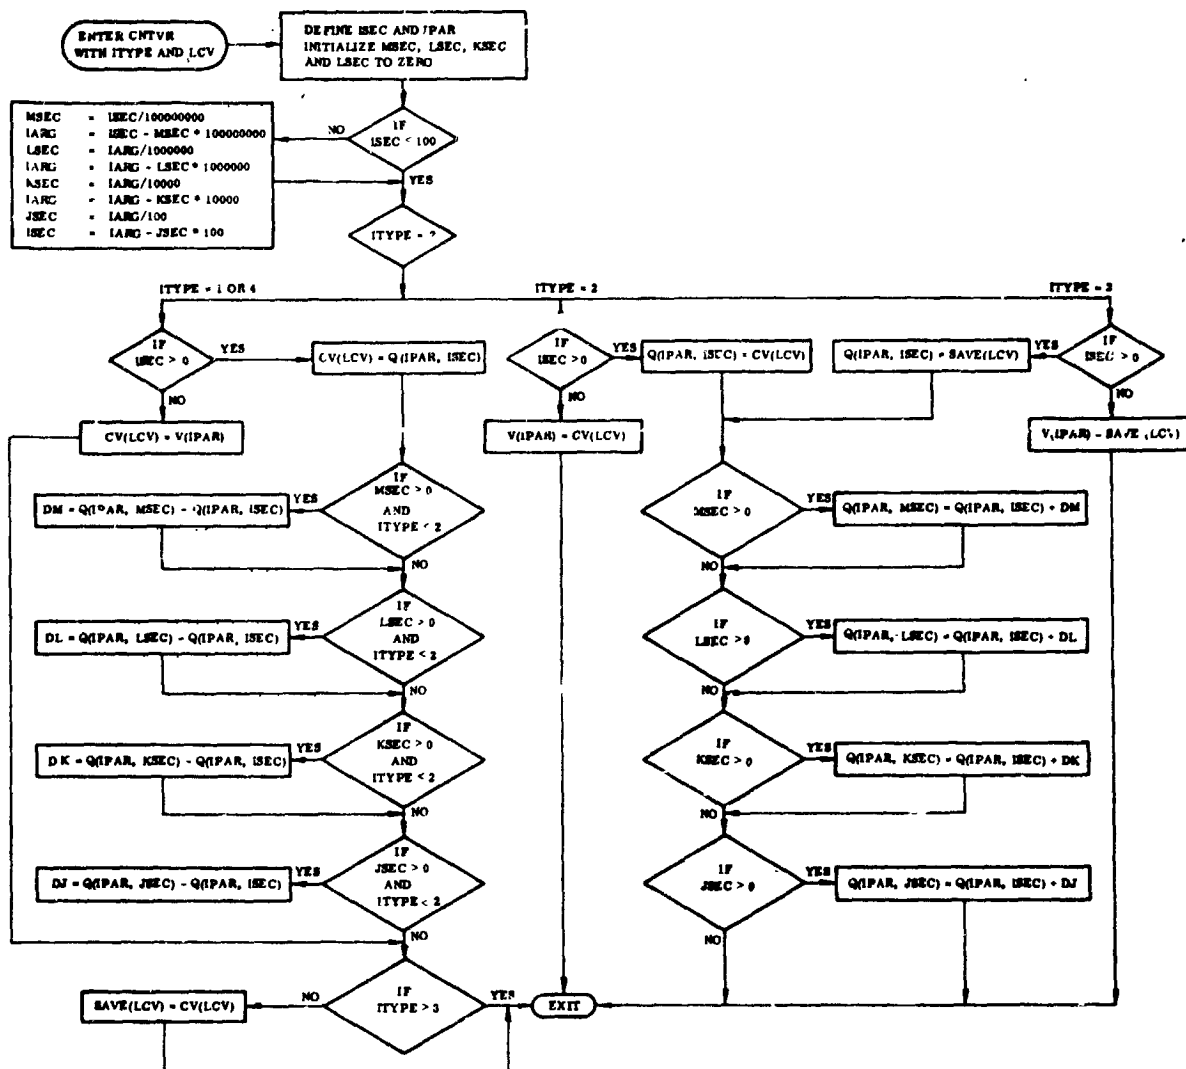 ENTER CNTVR
WITH ITYPE AND LCV
DEFINE ISEC AND IPAR
INITIALIZE MSEC, LSEC, KSEC
AND LSEC TO ZERO
MSEC = ISEC/100000000
IARG = ISEC - MSEC * 100000000
LSEC = IARG/1000000
IARG = IARG - LSEC * 1000000
KSEC = IARG/10000
IARG = IARG - KSEC * 10000
JSEC = IARG/100
ISEC = IARG - JSEC * 100
NO
IF
ISEC < 100
YES
ITYPE = ?
ITYPE = 1 OR 4
ITYPE = 2
ITYPE = 3
IF
ISEC > 0
YES
NO
CV(LCV) = Q(IPAR, ISEC)
CV(LCV) = V(IPAR)
IF
ISEC > 0
YES
NO
Q(IPAR, ISEC) = CV(LCV)
V(IPAR) = CV(LCV)
Q(IPAR, ISEC) = SAVE(LCV)
YES
IF
ISEC > 0
NO
V(IPAR) = SAVE (LCV)
IF
MSEC > 0
AND
ITYPE < 2
YES
DM = Q(IPAR, MSEC) - Q(IPAR, ISEC)
NO
IF
LSEC > 0
AND
ITYPE < 2
YES
DL = Q(IPAR, LSEC) - Q(IPAR, ISEC)
NO
IF
KSEC > 0
AND
ITYPE < 2
YES
DK = Q(IPAR, KSEC) - Q(IPAR, ISEC)
NO
IF
JSEC > 0
AND
ITYPE < 2
YES
DJ = Q(IPAR, JSEC) - Q(IPAR, ISEC)
NO
IF
ITYPE > 3
NO
SAVE(LCV) = CV(LCV)
YES
EXIT
IF
MSEC > 0
YES
Q(IPAR, MSEC) = Q(IPAR, ISEC) + DM
NO
IF
LSEC > 0
YES
Q(IPAR, LSEC) = Q(IPAR, ISEC) + DL
NO
IF
KSEC > 0
YES
Q(IPAR, KSEC) = Q(IPAR, ISEC) + DK
NO
IF
JSEC > 0
YES
Q(IPAR, JSEC) = Q(IPAR, ISEC) + DJ
NO